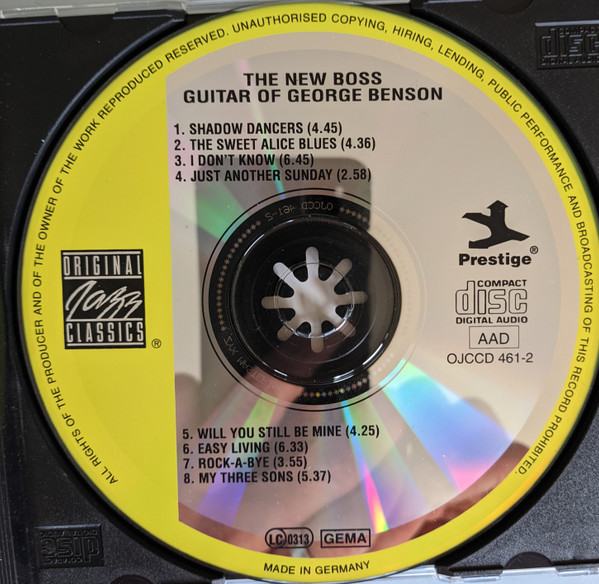 ALL RIGHTS OF THE PRODUCER AND OF THE OWNER OF THE WORK REPRODUCED RESERVED. UNAUTHORISED COPYING, HIRING, LENDING, PUBLIC PERFORMANCE AND BROADCASTING OF THIS RECORD PROHIBITED.
THE NEW BOSS
GUITAR OF GEORGE BENSON
1. SHADOW DANCERS (4.45)
2. THE SWEET ALICE BLUES (4.36)
3. I DON'T KNOW (6.45)
4. JUST ANOTHER SUNDAY (2.58)
OJCCD 461-5
ORIGINAL
Jazz
CLASSICS®
Prestige®
COMPACT
disc
DIGITAL AUDIO
AAD
OJCCD 461-2
5. WILL YOU STILL BE MINE (4.25)
6. EASY LIVING (6.33)
7. ROCK-A-BYE (3.55)
8. MY THREE SONS (5.37)
LC 0313 GEMA
MADE IN GERMANY